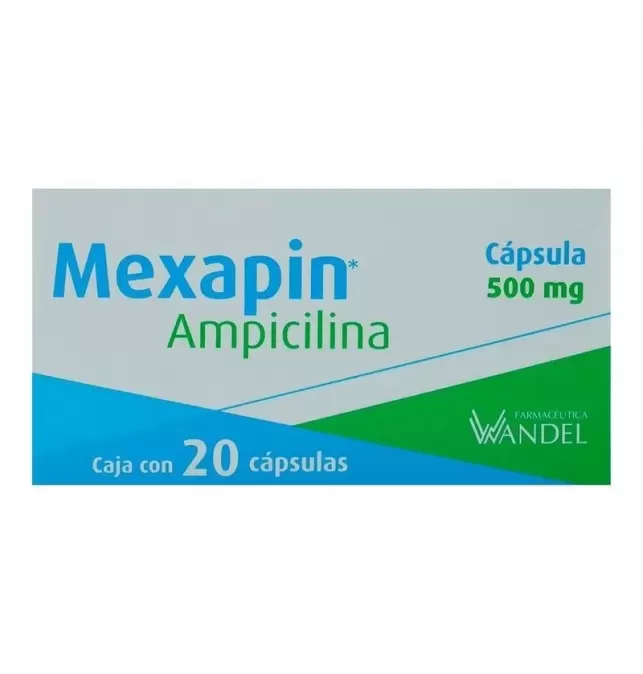 Mexapin*
Ampicilina
Cápsula
500 mg
FARMACÉUTICA
WANDEL
Caja con 20 cápsulas